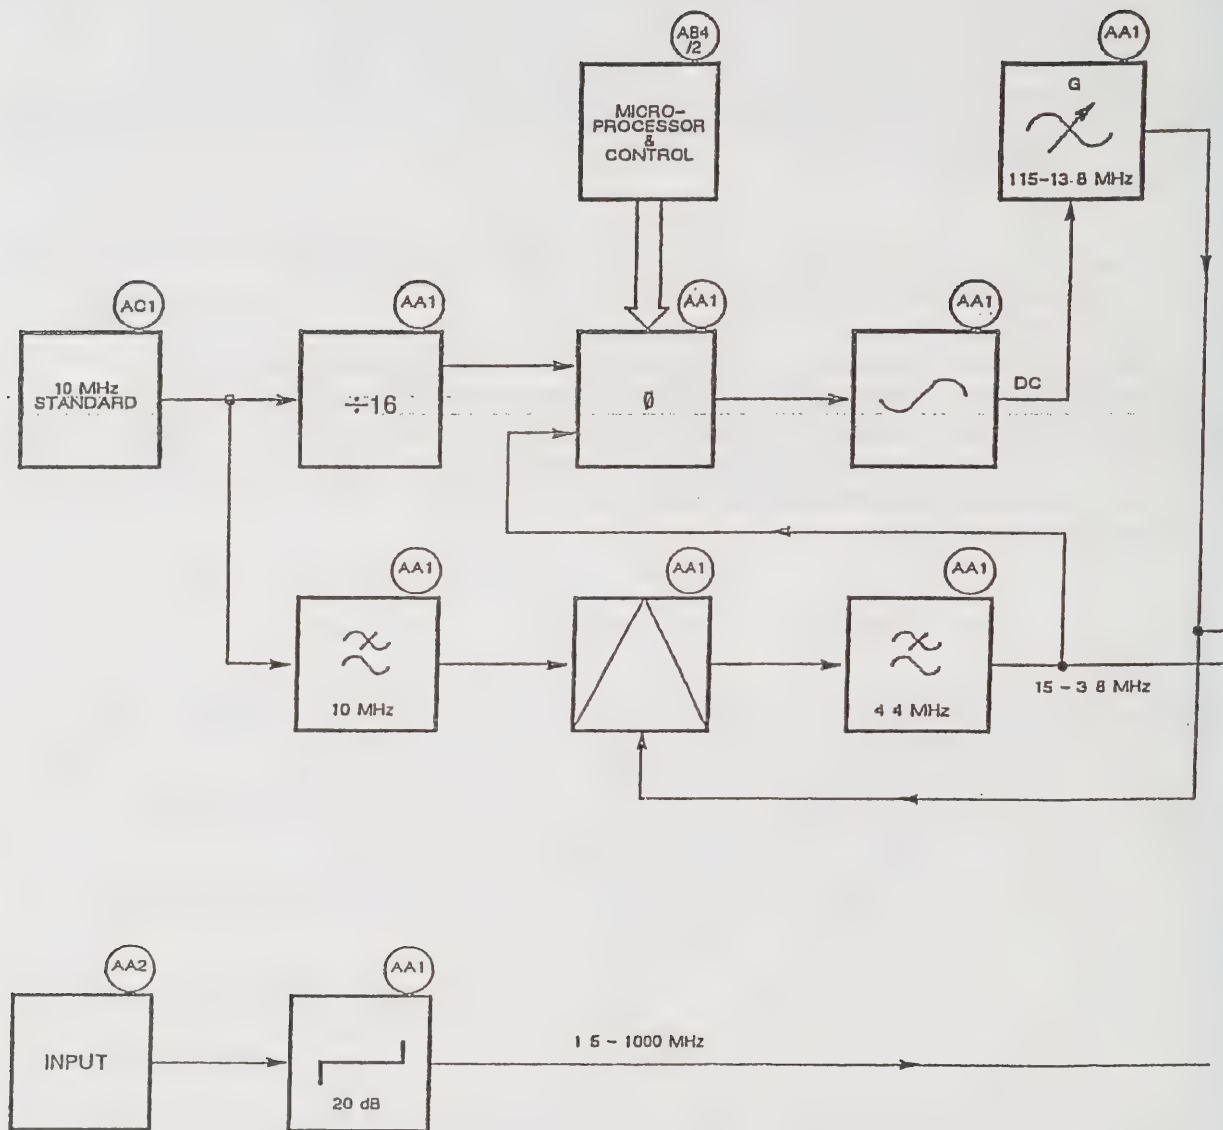 AB4
/2
MICRO-
PROCESSOR
&
CONTROL
AA1
G
115-13·8 MHz
AC1
10 MHz
STANDARD
AA1
÷16
AA1
Ø
AA1
DC
AA1
10 MHz
AA1
AA1
4 4 MHz
15 - 3 8 MHz
AA2
INPUT
AA1
20 dB
1 5 - 1000 MHz